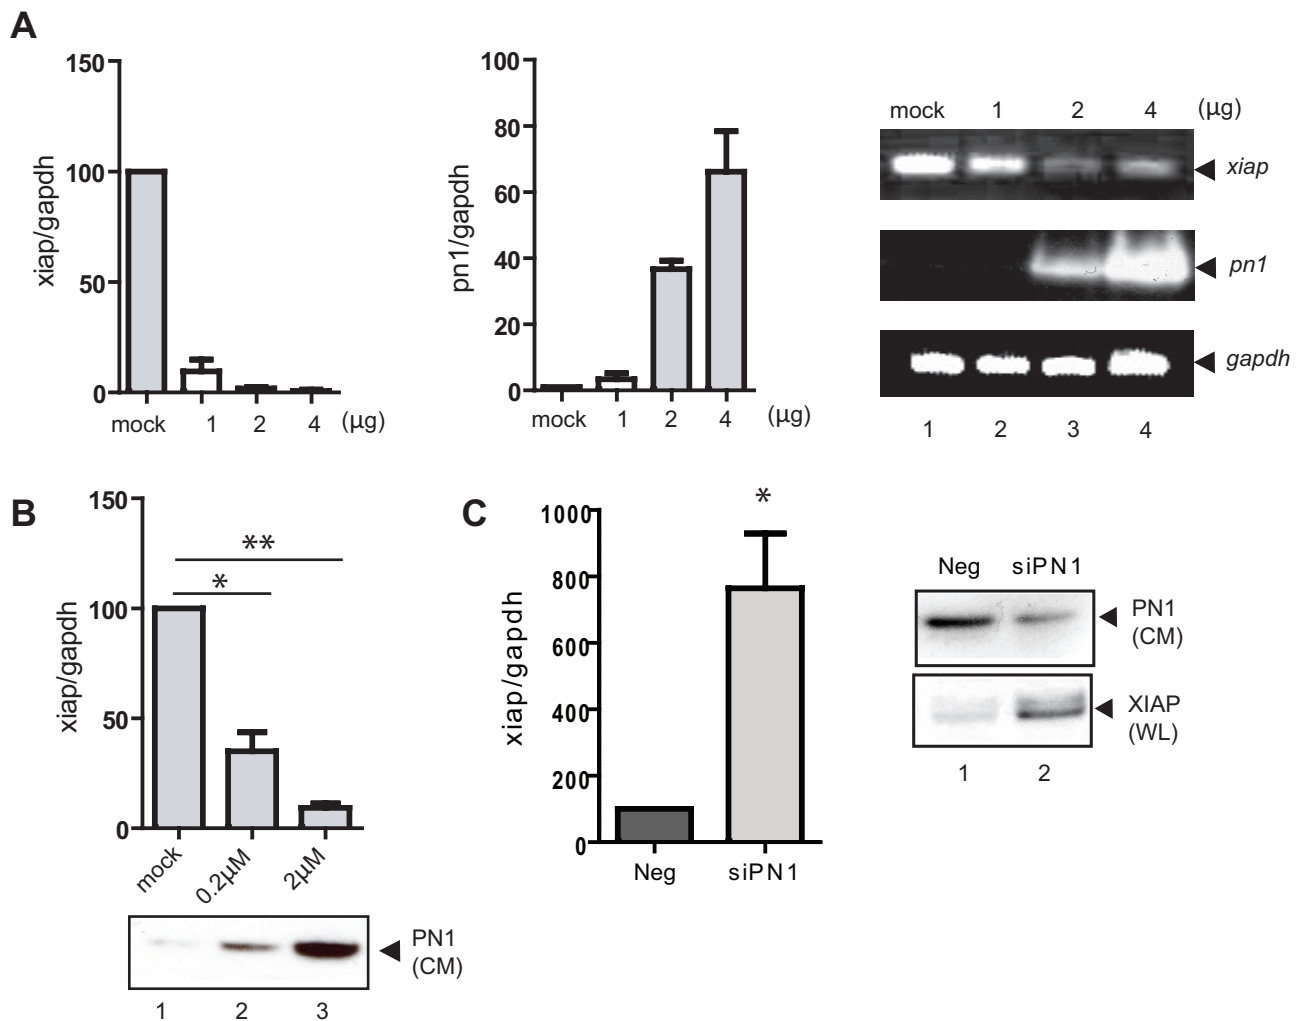 A
150
100
50
0
xiap/gapdh
mock 1 2 4 (µg)
100
80
60
40
20
0
pn1/gapdh
mock 1 2 4 (µg)
mock 1 2 4 (µg)
xiap
pn1
gapdh
1 2 3 4
B
150
100
50
0
xiap/gapdh
**
*
mock 0.2µM 2µM
PN1
(CM)
1 2 3
C
1000
800
600
400
200
0
xiap/gapdh
*
Neg siPN1
Neg siPN1
PN1
(CM)
XIAP
(WL)
1 2